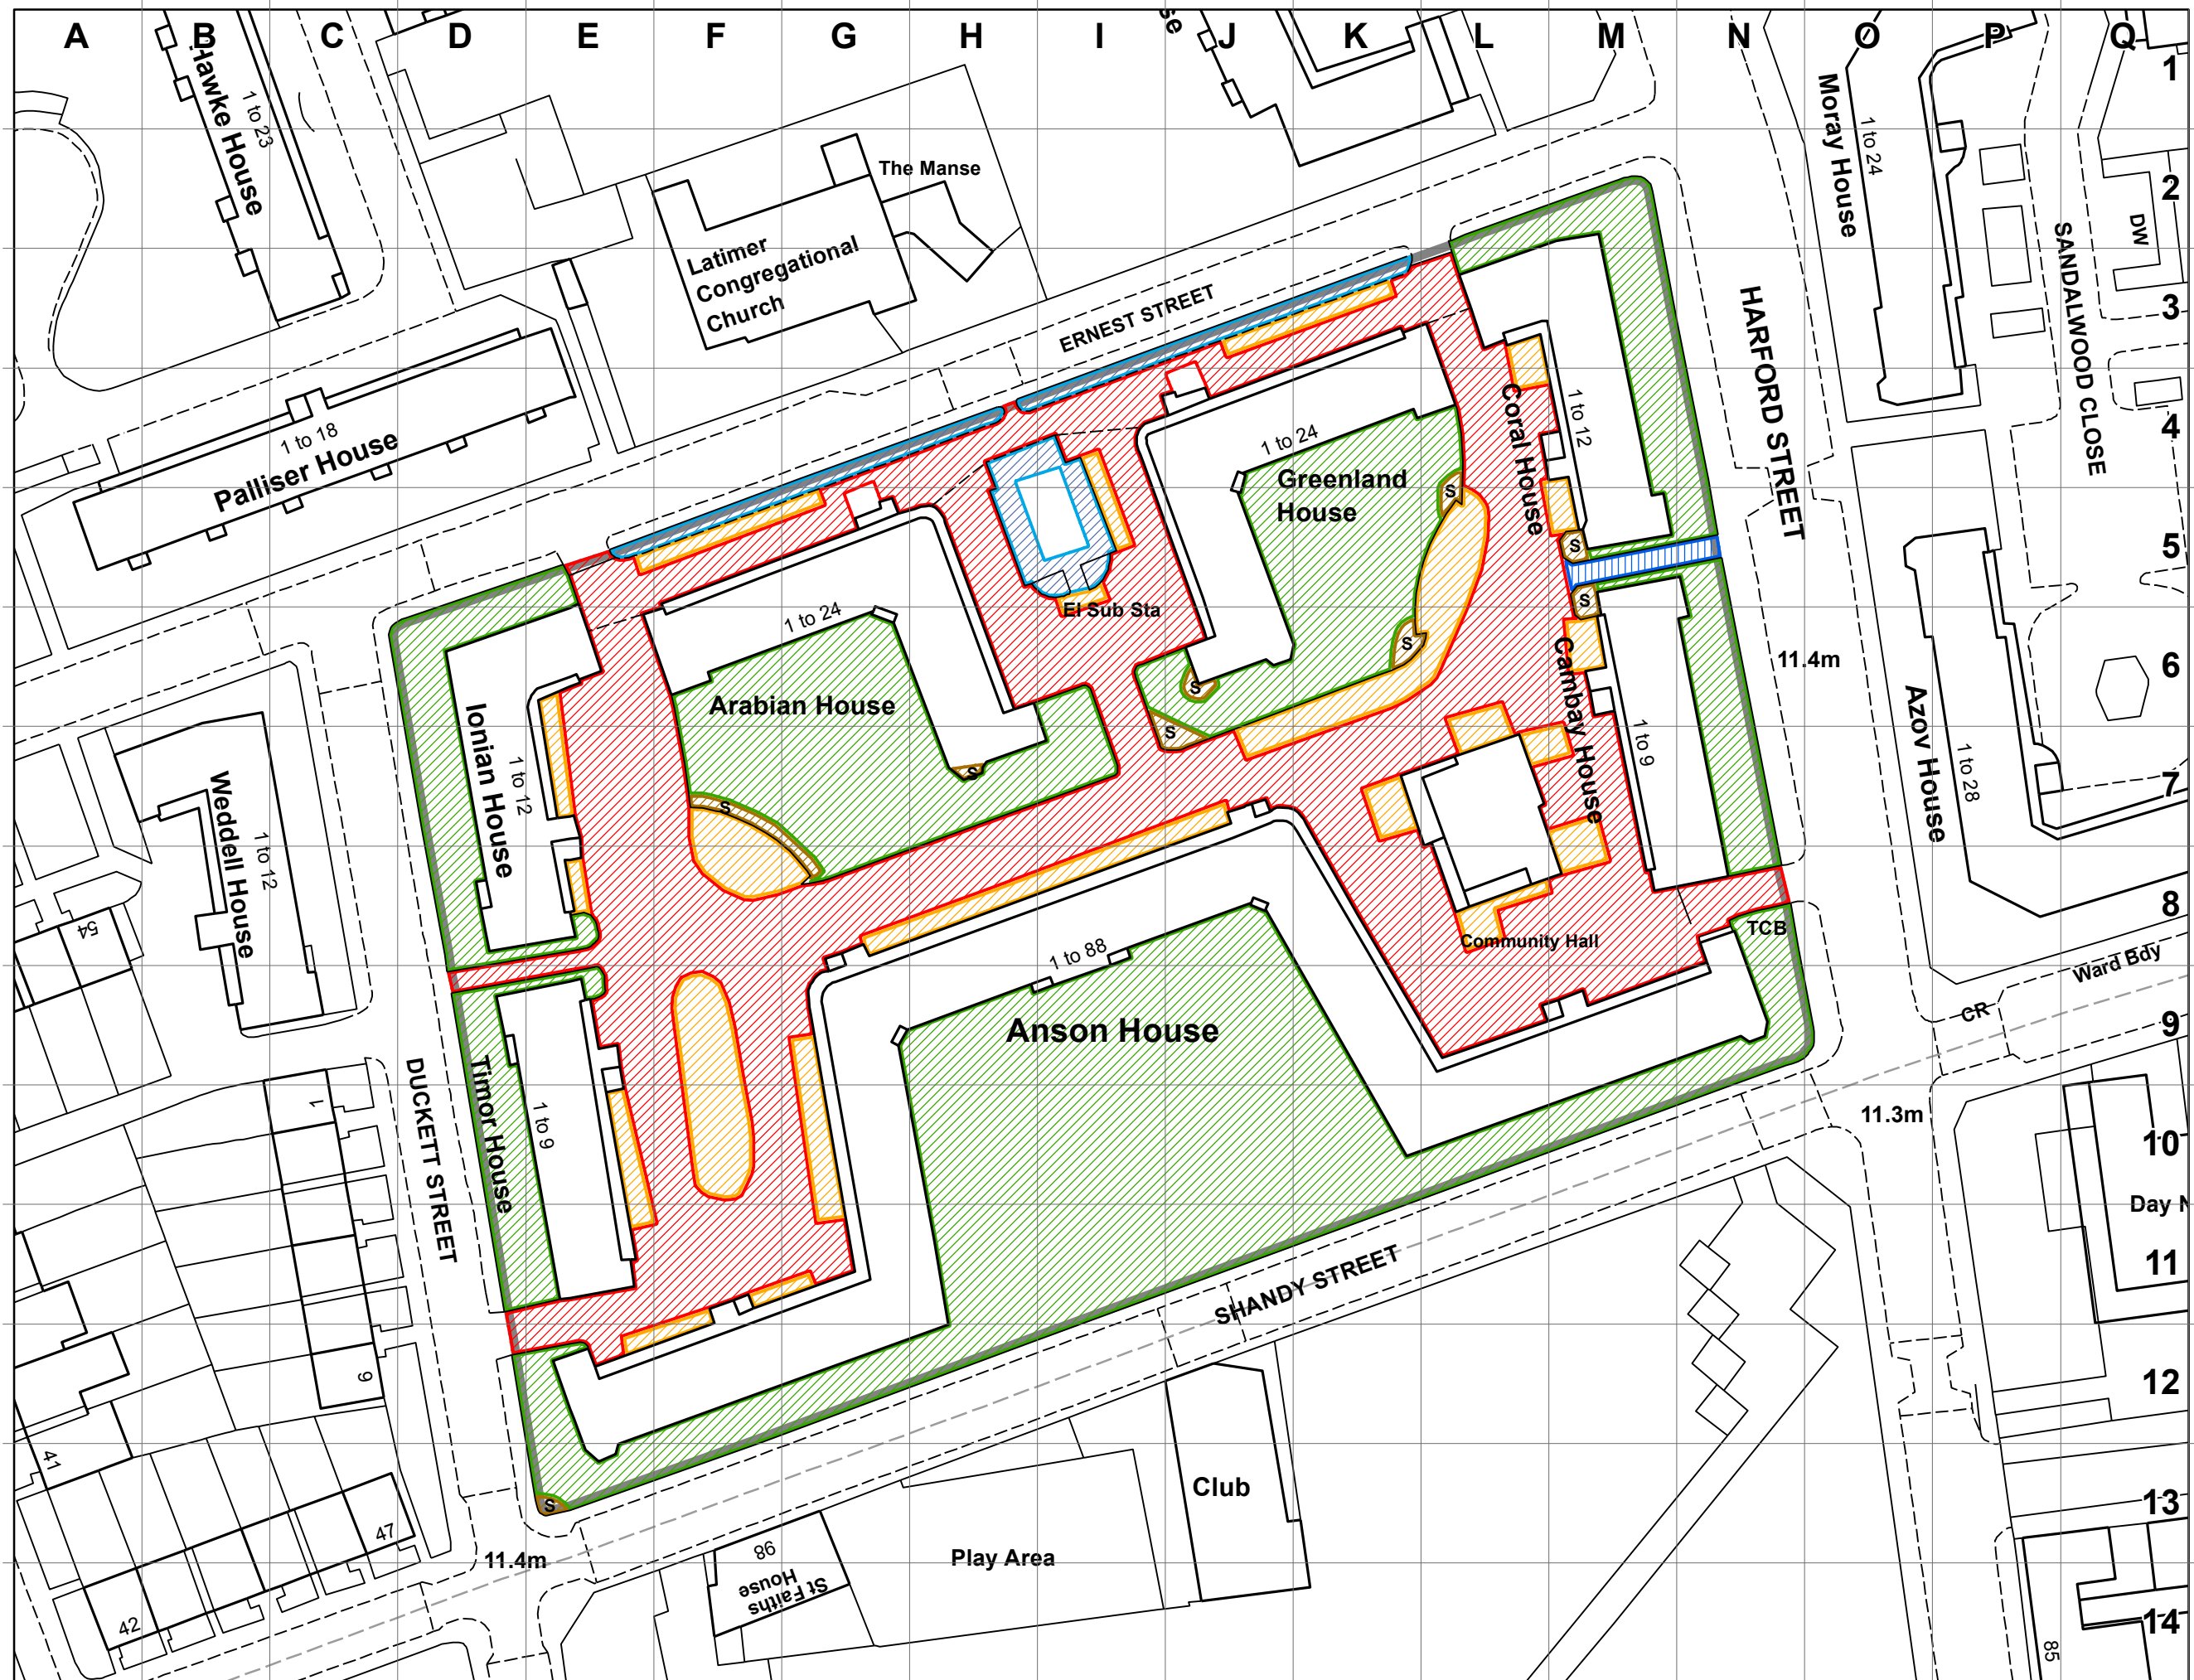 A B C D E F G H I J K L M N O P Q
se
1
2
3
4
5
6
7
8
9
10
11
12
13
14
Hawke House
1 to 23
The Manse
Latimer
Congregational
Church
ERNEST STREET
Moray House
1 to 24
SANDALWOOD CLOSE
DW
HARFORD STREET
1 to 18
Palliser House
1 to 24
Greenland
House
Coral House
1 to 12
S
S
S
S
S
S
El Sub Sta
1 to 24
Arabian House
S
S
Ionian House
1 to 12
Cambay House
1 to 9
11.4m
Azov House
1 to 28
Weddell House
1 to 12
54
Community Hall
TCB
1 to 88
Anson House
Ward Bdy
CR
11.3m
Day N
DUCKETT STREET
Timor House
1 to 9
1
9
SHANDY STREET
41
47
42
S
11.4m
98
St Faiths
House
Play Area
Club
85